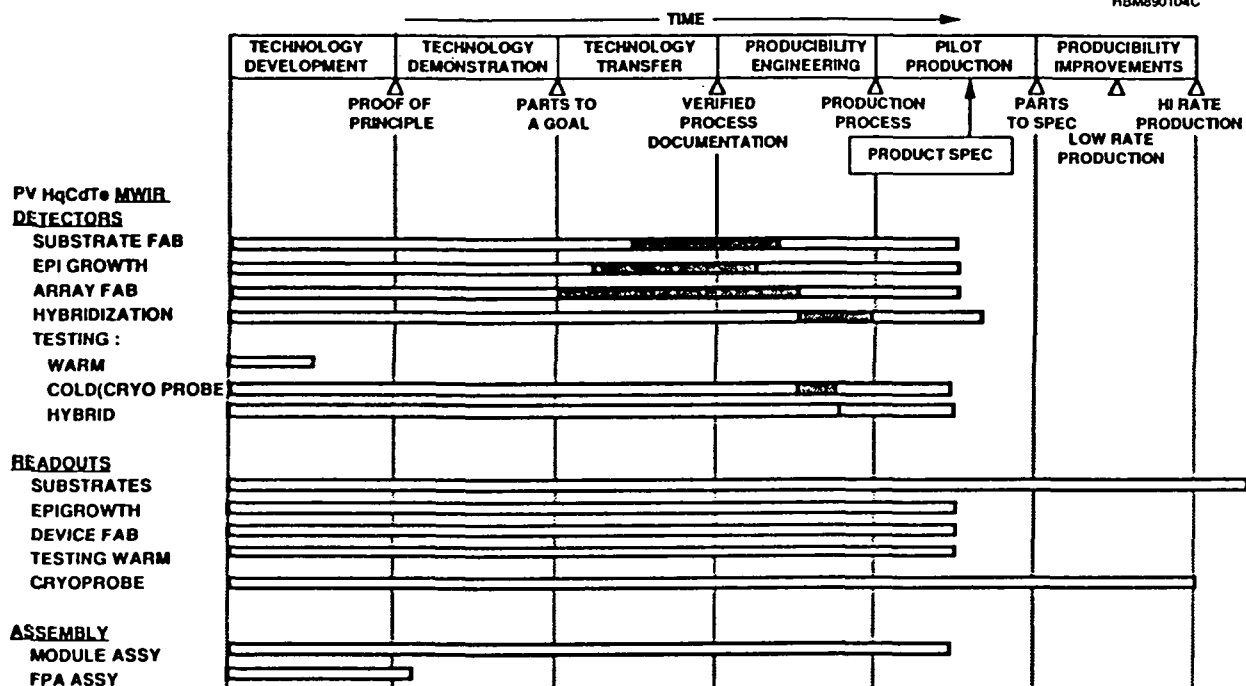 HBM890104C
TIME
TECHNOLOGY DEVELOPMENT
TECHNOLOGY DEMONSTRATION
TECHNOLOGY TRANSFER
PRODUCIBILITY ENGINEERING
PILOT PRODUCTION
PRODUCIBILITY IMPROVEMENTS
PROOF OF PRINCIPLE
PARTS TO A GOAL
VERIFIED PROCESS DOCUMENTATION
PRODUCTION PROCESS
PRODUCT SPEC
PARTS TO SPEC
LOW RATE PRODUCTION
HI RATE PRODUCTION
PV HqCdTe MWIR
DETECTORS
SUBSTRATE FAB
EPI GROWTH
ARRAY FAB
HYBRIDIZATION
TESTING :
WARM
COLD(CRYO PROBE)
HYBRID
READOUTS
SUBSTRATES
EPIGROWTH
DEVICE FAB
TESTING WARM
CRYOPROBE
ASSEMBLY
MODULE ASSY
FPA ASSY